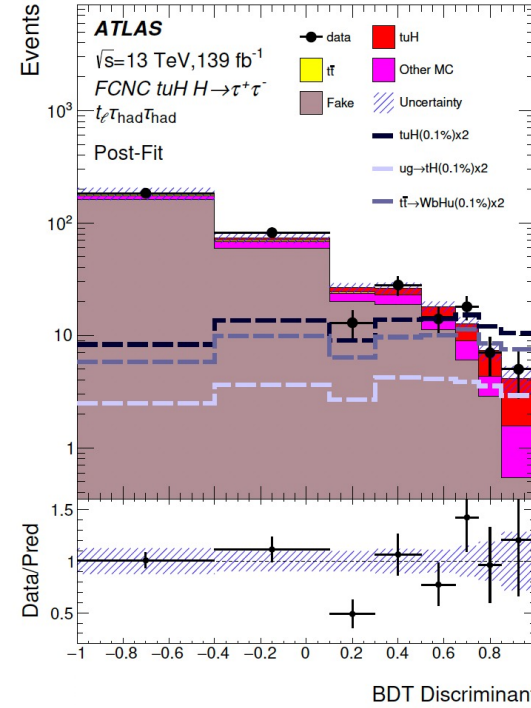 Events
ATLAS
√s=13 TeV,139 fb⁻¹
FCNC tuH H→τ⁺τ⁻
t_ℓτ_hadτ_had
Post-Fit
data
tuH
tt̄
Other MC
Fake
Uncertainty
tuH(0.1%)x2
ug→tH(0.1%)x2
tt̄→WbHu(0.1%)x2
10³
10²
10
1
Data/Pred
1.5
1
0.5
−1 −0.8 −0.6 −0.4 −0.2 0 0.2 0.4 0.6 0.8
BDT Discriminant